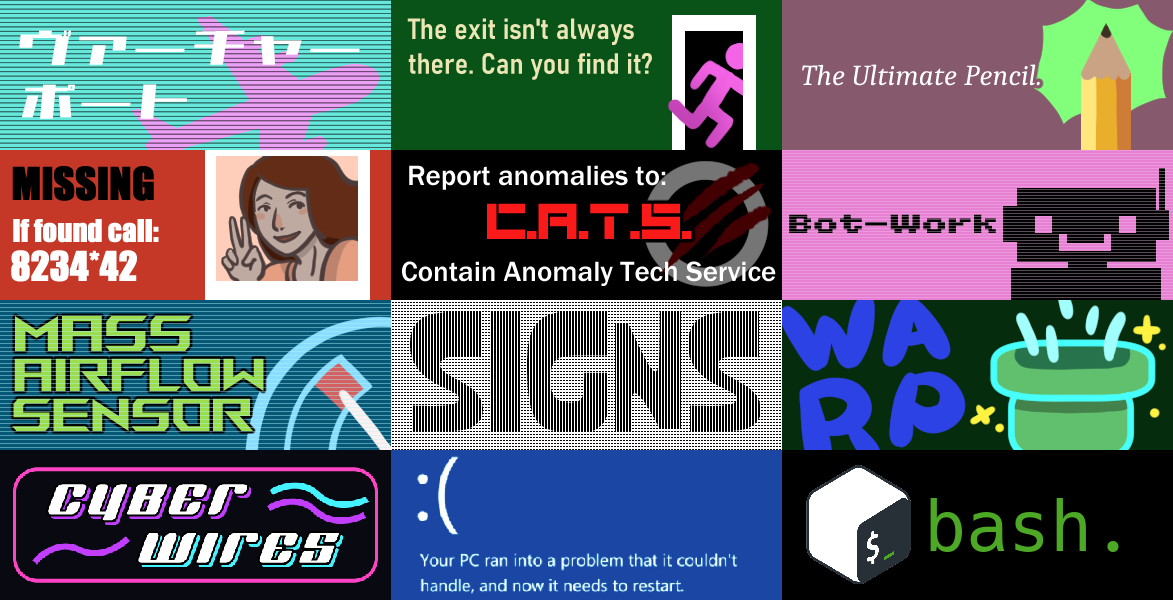 ヴァーチャー
ポート
The exit isn't always
there. Can you find it?
The Ultimate Pencil.
MISSING
If found call:
8234*42
Report anomalies to:
C.A.T.S.
Contain Anomaly Tech Service
Bot-Work
MASS
AIRFLOW
SENSOR
SIGNS
WA
RP
CYBER
WIRES
:(
Your PC ran into a problem that it couldn't
handle, and now it needs to restart.
$_
bash.